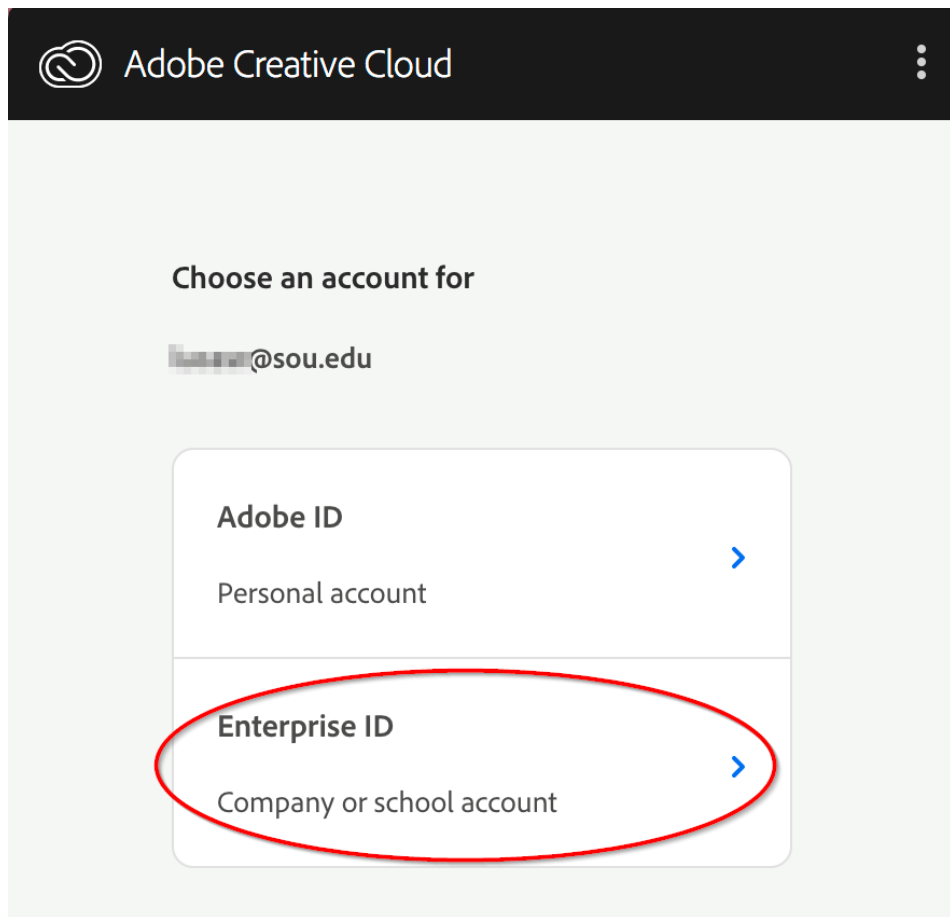 Adobe Creative Cloud
Choose an account for
@sou.edu
Adobe ID
Personal account
Enterprise ID
Company or school account